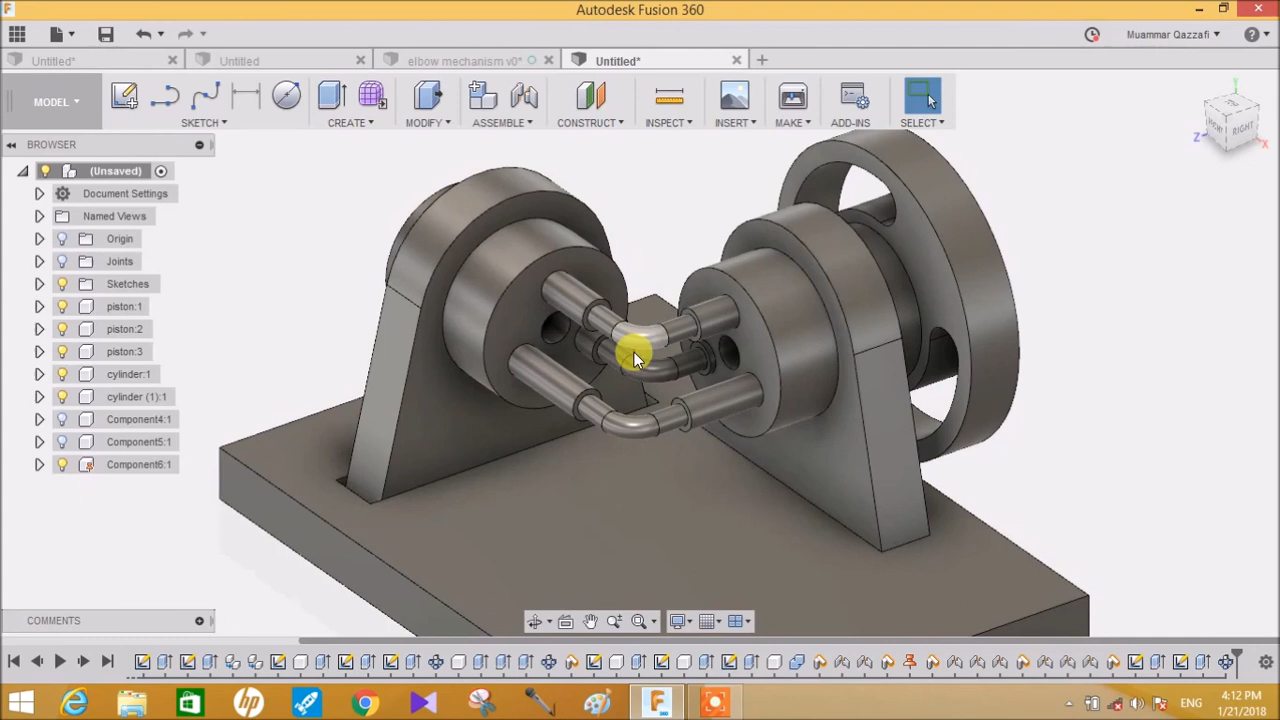 Autodesk Fusion 360
Muammar Qazzafi
Untitled*
Untitled
elbow mechanism v0*
Untitled*
MODEL
SKETCH
CREATE
MODIFY
ASSEMBLE
CONSTRUCT
INSPECT
INSERT
MAKE
ADD-INS
SELECT
BROWSER
(Unsaved)
Document Settings
Named Views
Origin
Joints
Sketches
piston:1
piston:2
piston:3
cylinder:1
cylinder (1):1
Component4:1
Component5:1
Component6:1
RIGHT
Y
Z
X
COMMENTS
ENG
4:12 PM
1/21/2018